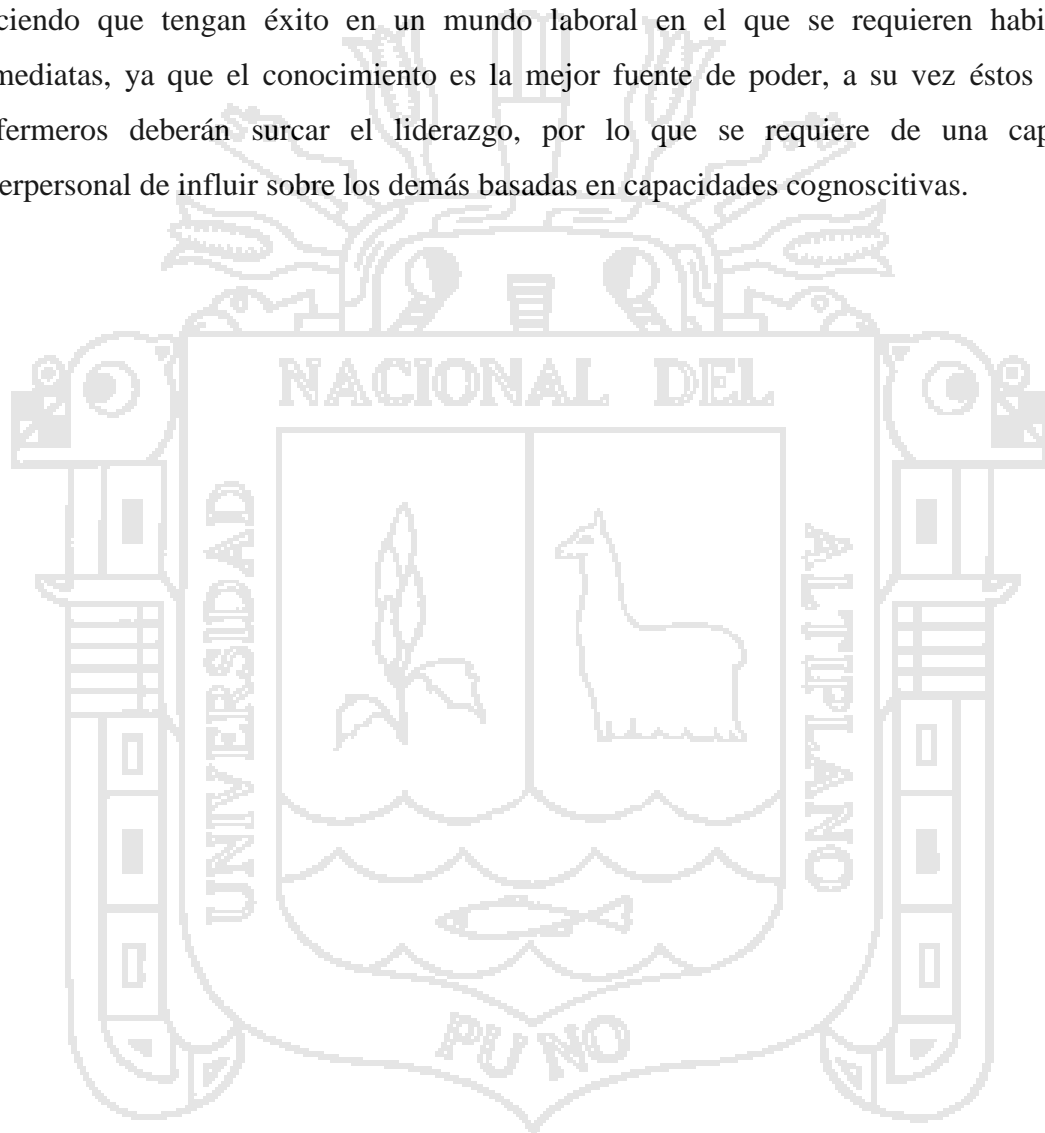 ciendo que tengan éxito en un mundo laboral en el que se requieren habi
mediatas, ya que el conocimiento es la mejor fuente de poder, a su vez éstos
fermeros deberán surcar el liderazgo, por lo que se requiere de una cap
erpersonal de influir sobre los demás basadas en capacidades cognoscitivas.
NACIONAL DEL
UNIVERSIDAD
ALTIPLANO
PUNO